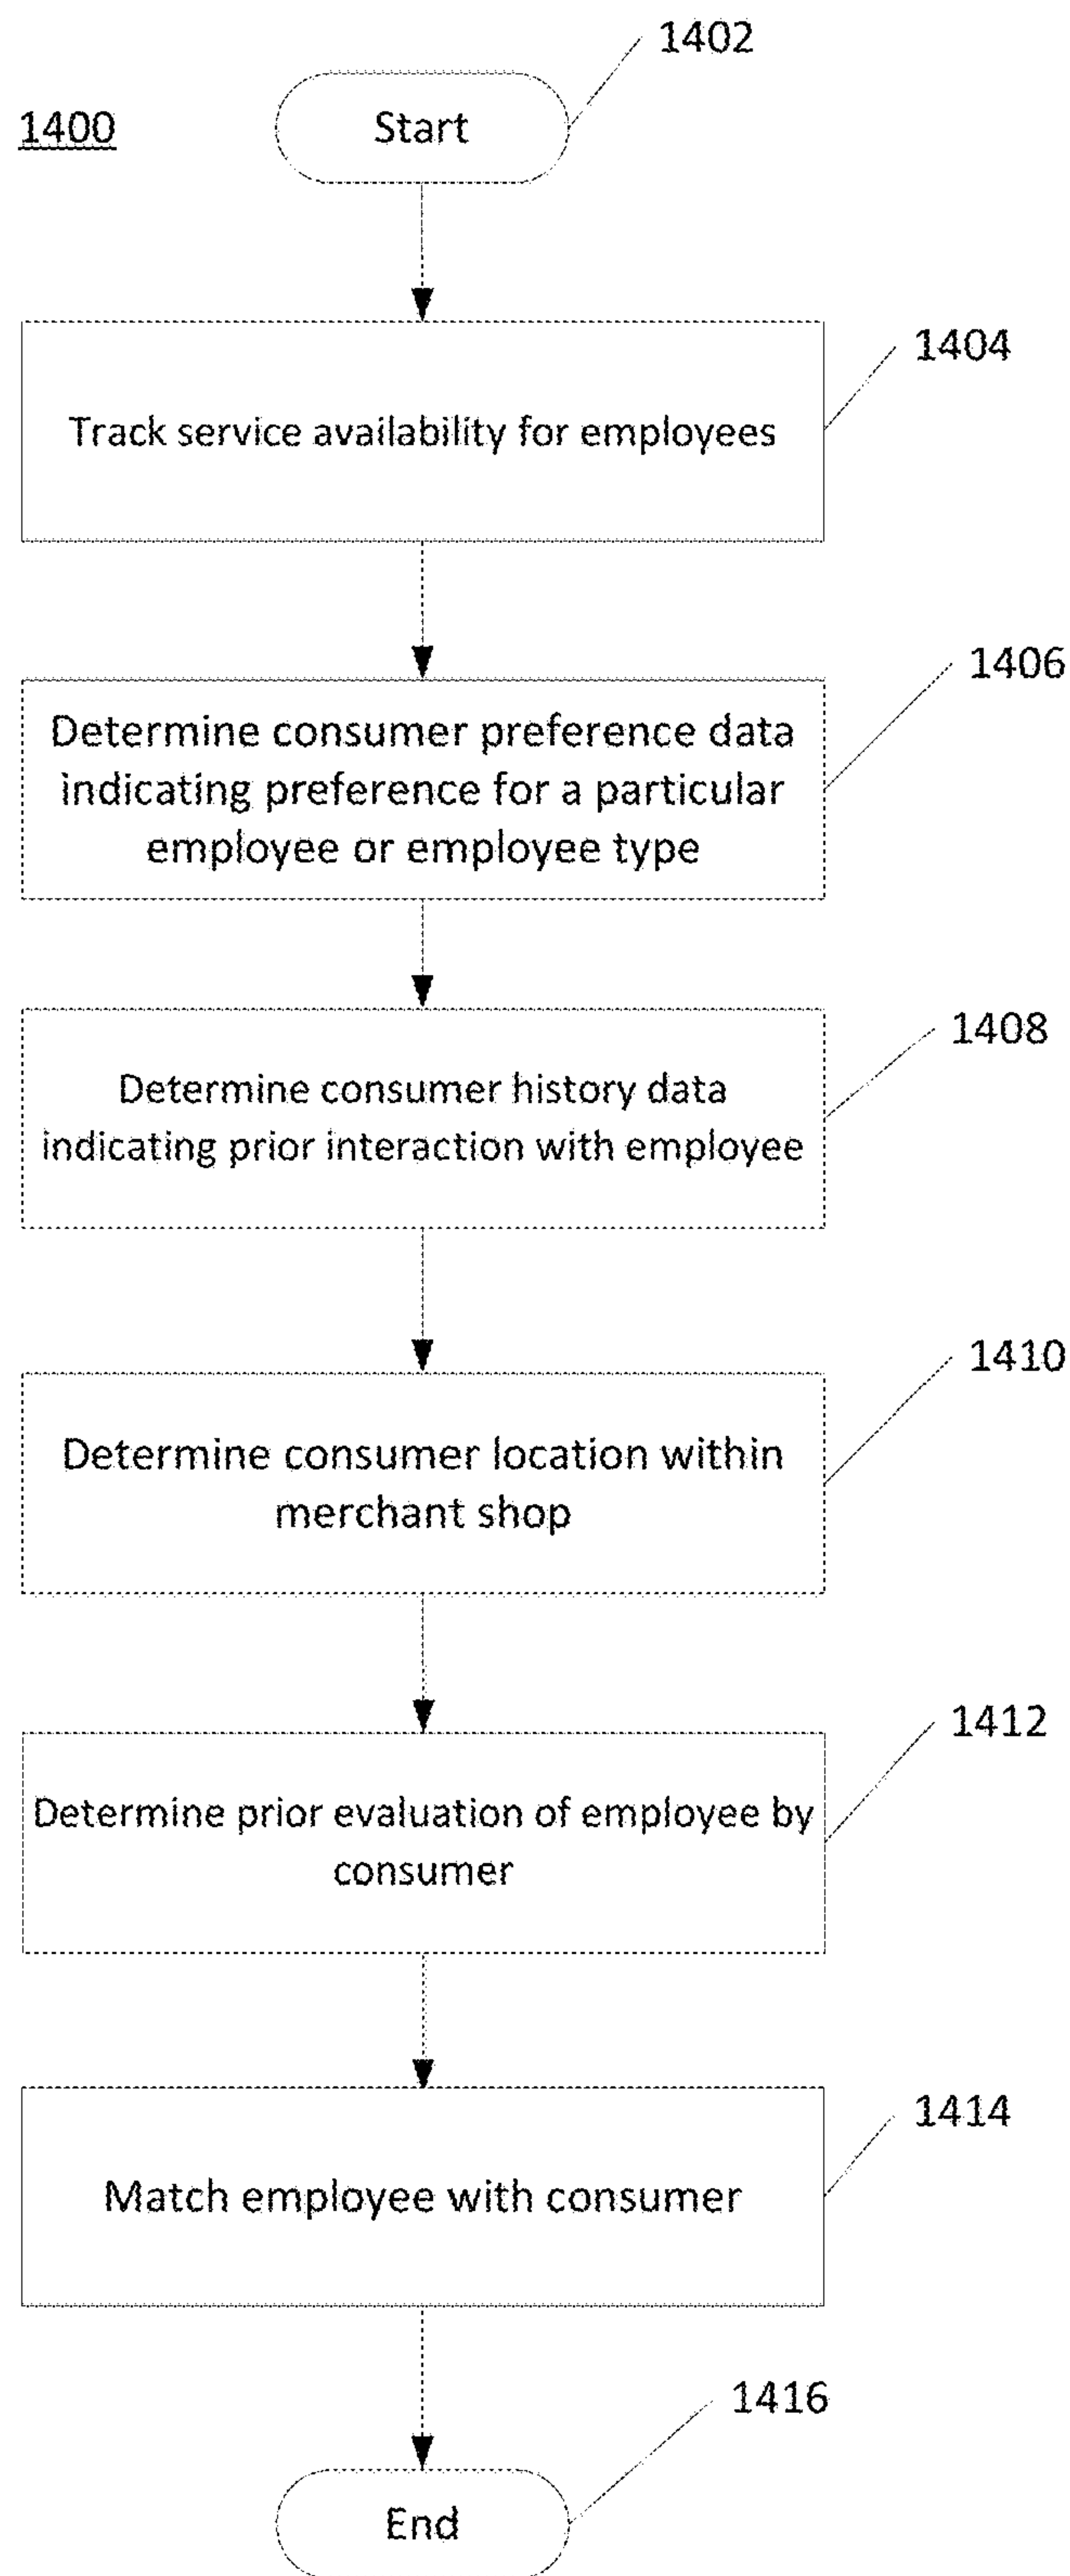 1402
1400
Start
1404
Track service availability for employees
1406
Determine consumer preference data
indicating preference for a particular
employee or employee type
1408
Determine consumer history data
indicating prior interaction with employee
1410
Determine consumer location within
merchant shop
1412
Determine prior evaluation of employee by
consumer
1414
Match employee with consumer
1416
End